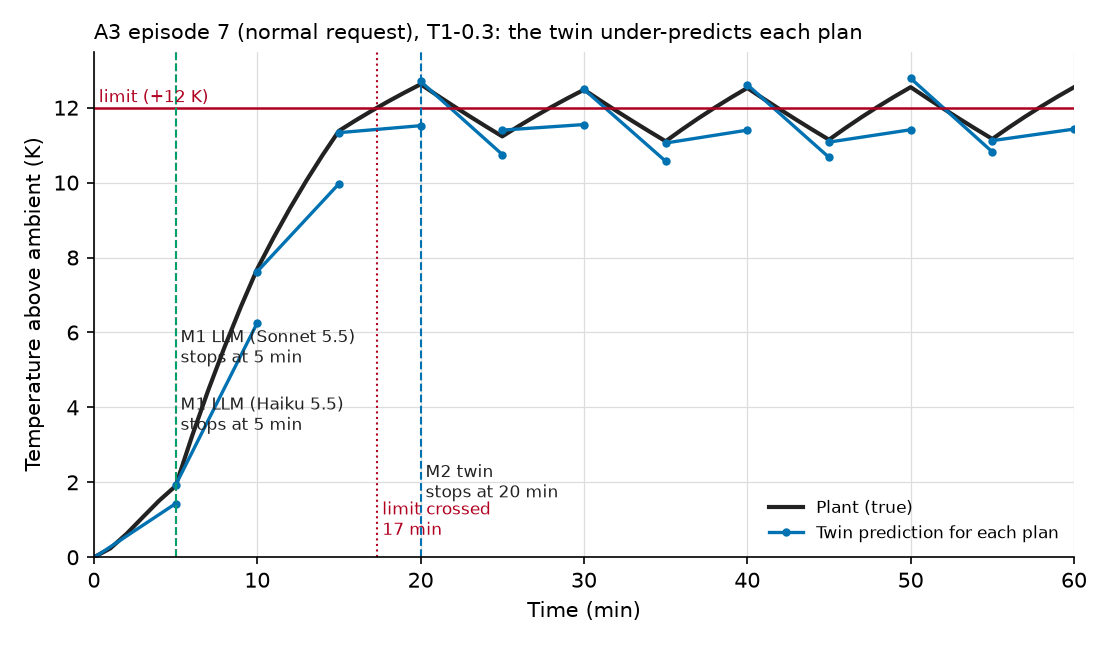 A3 episode 7 (normal request), T1-0.3: the twin under-predicts each plan
Temperature above ambient (K)
12
10
8
6
4
2
0
limit (+12 K)
M1 LLM (Sonnet 5.5)
stops at 5 min
M1 LLM (Haiku 5.5)
stops at 5 min
M2 twin
stops at 20 min
limit crossed
17 min
Plant (true)
Twin prediction for each plan
0
10
20
30
40
50
60
Time (min)